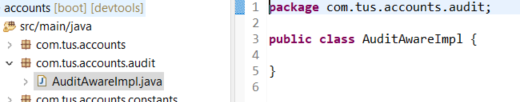 accounts [boot] [devtools]
src/main/java
com.tus.accounts
com.tus.accounts.audit
AuditAwareImpl.java
com.tus.accounts.constants
1 package com.tus.accounts.audit;
2
3 public class AuditAwareImpl {
4
5 }
6